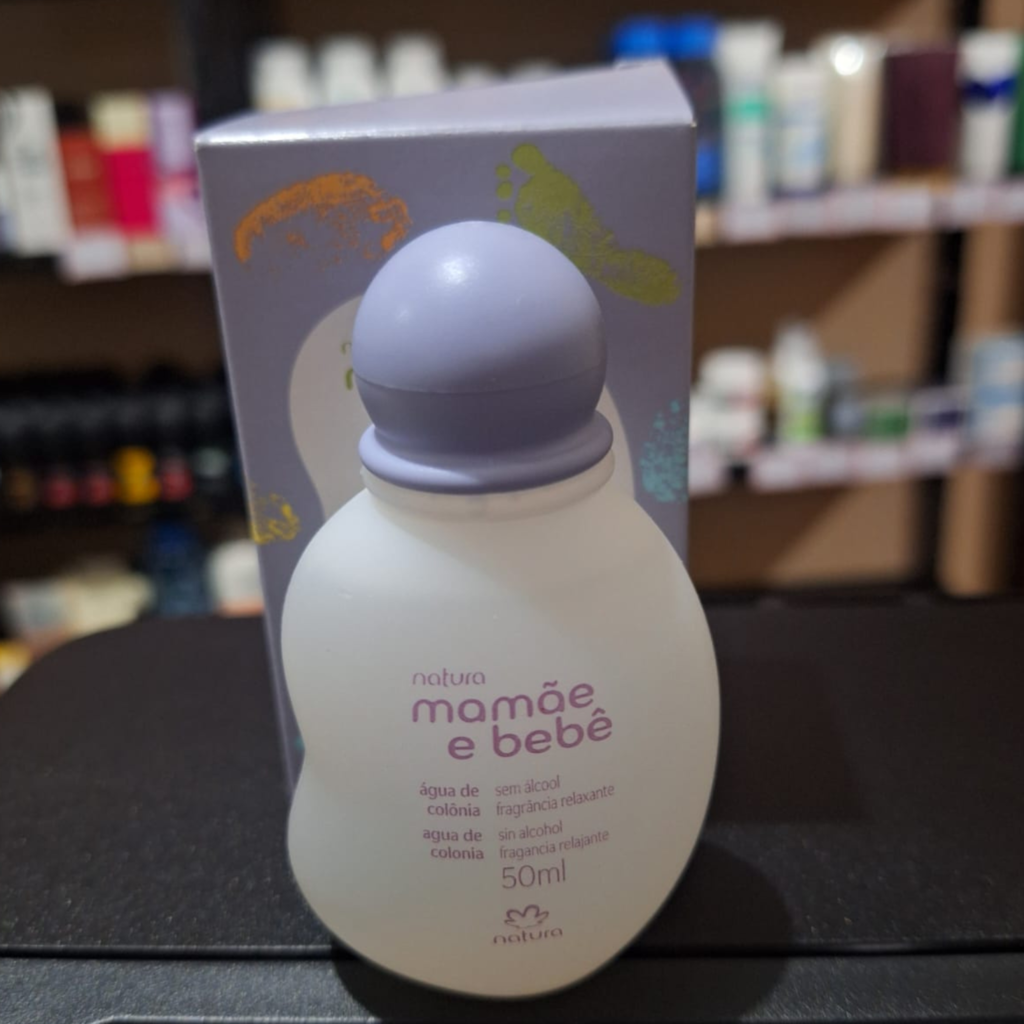 natura
mamãe
e bebê
água de colônia
sem álcool
fragrância relaxante
agua de colonia
sin alcohol
fragancia relajante
50ml
natura